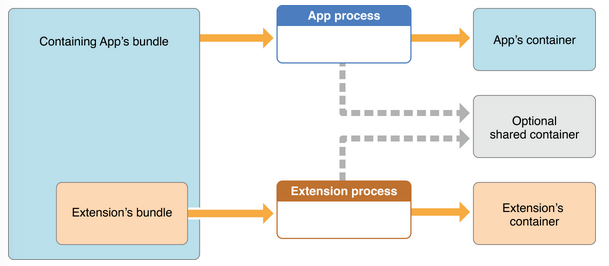 Containing App's bundle
App process
App's container
Optional
shared container
Extension's bundle
Extension process
Extension's
container